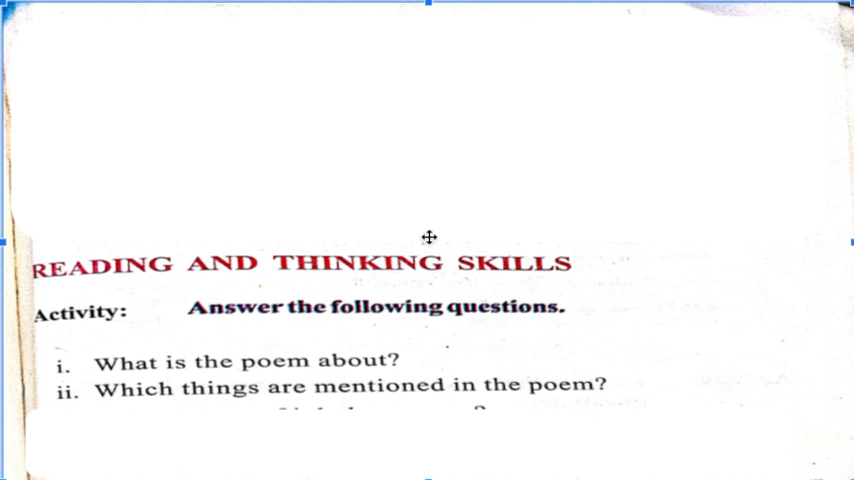 READING AND THINKING SKILLS
Activity: Answer the following questions.
i. What is the poem about?
ii. Which things are mentioned in the poem?